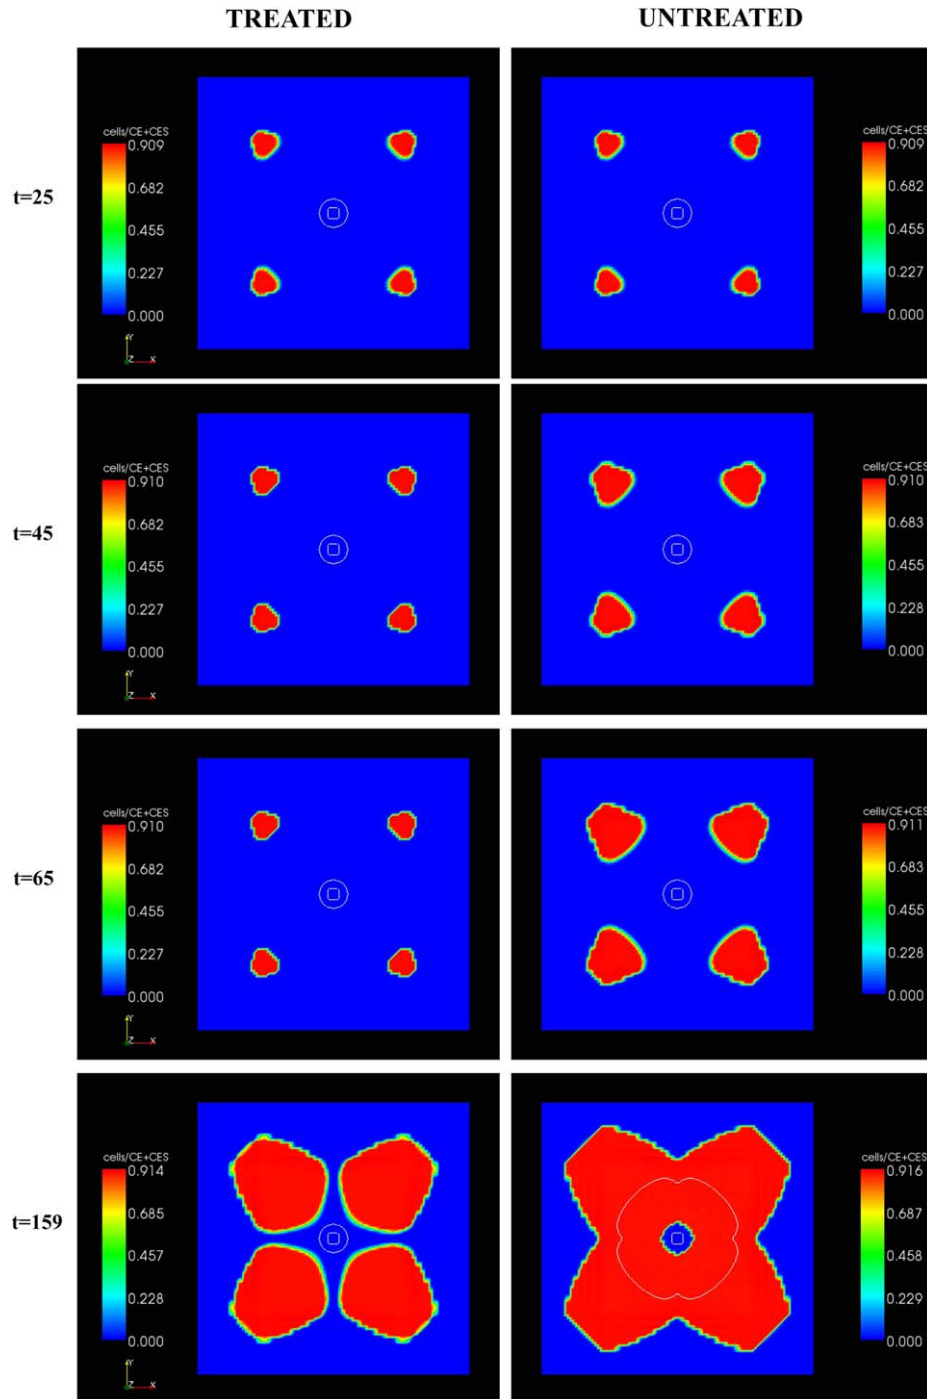 TREATED UNTREATED
t=25
cells/CE+CES
0.909
0.682
0.455
0.227
0.000
Y
Z X
cells/CE+CES
0.909
0.682
0.455
0.227
0.000
t=45
cells/CE+CES
0.910
0.682
0.455
0.227
0.000
Y
Z X
cells/CE+CES
0.910
0.683
0.455
0.228
0.000
t=65
cells/CE+CES
0.910
0.682
0.455
0.227
0.000
Y
Z X
cells/CE+CES
0.911
0.683
0.455
0.228
0.000
t=159
cells/CE+CES
0.914
0.685
0.457
0.228
0.000
Y
Z X
cells/CE+CES
0.916
0.687
0.458
0.229
0.000